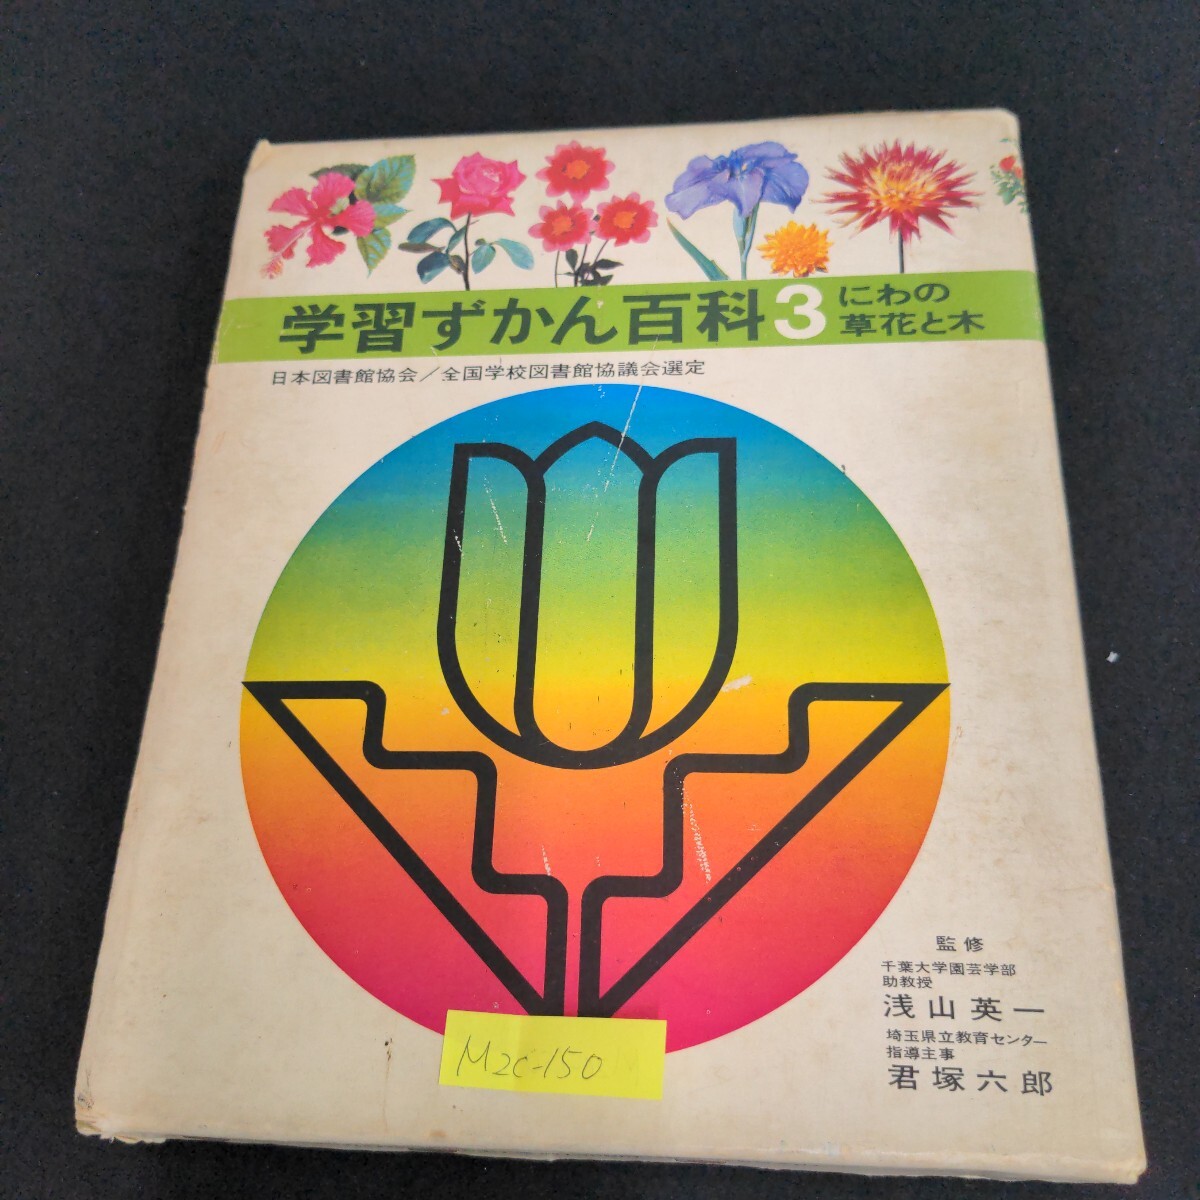 学習ずかん百科3
にわの
草花と木
日本図書館協会／全国学校図書館協議会選定
監修
千葉大学園芸学部
助教授
浅山英一
埼玉県立教育センター
指導主事
君塚六郎
M2C-150